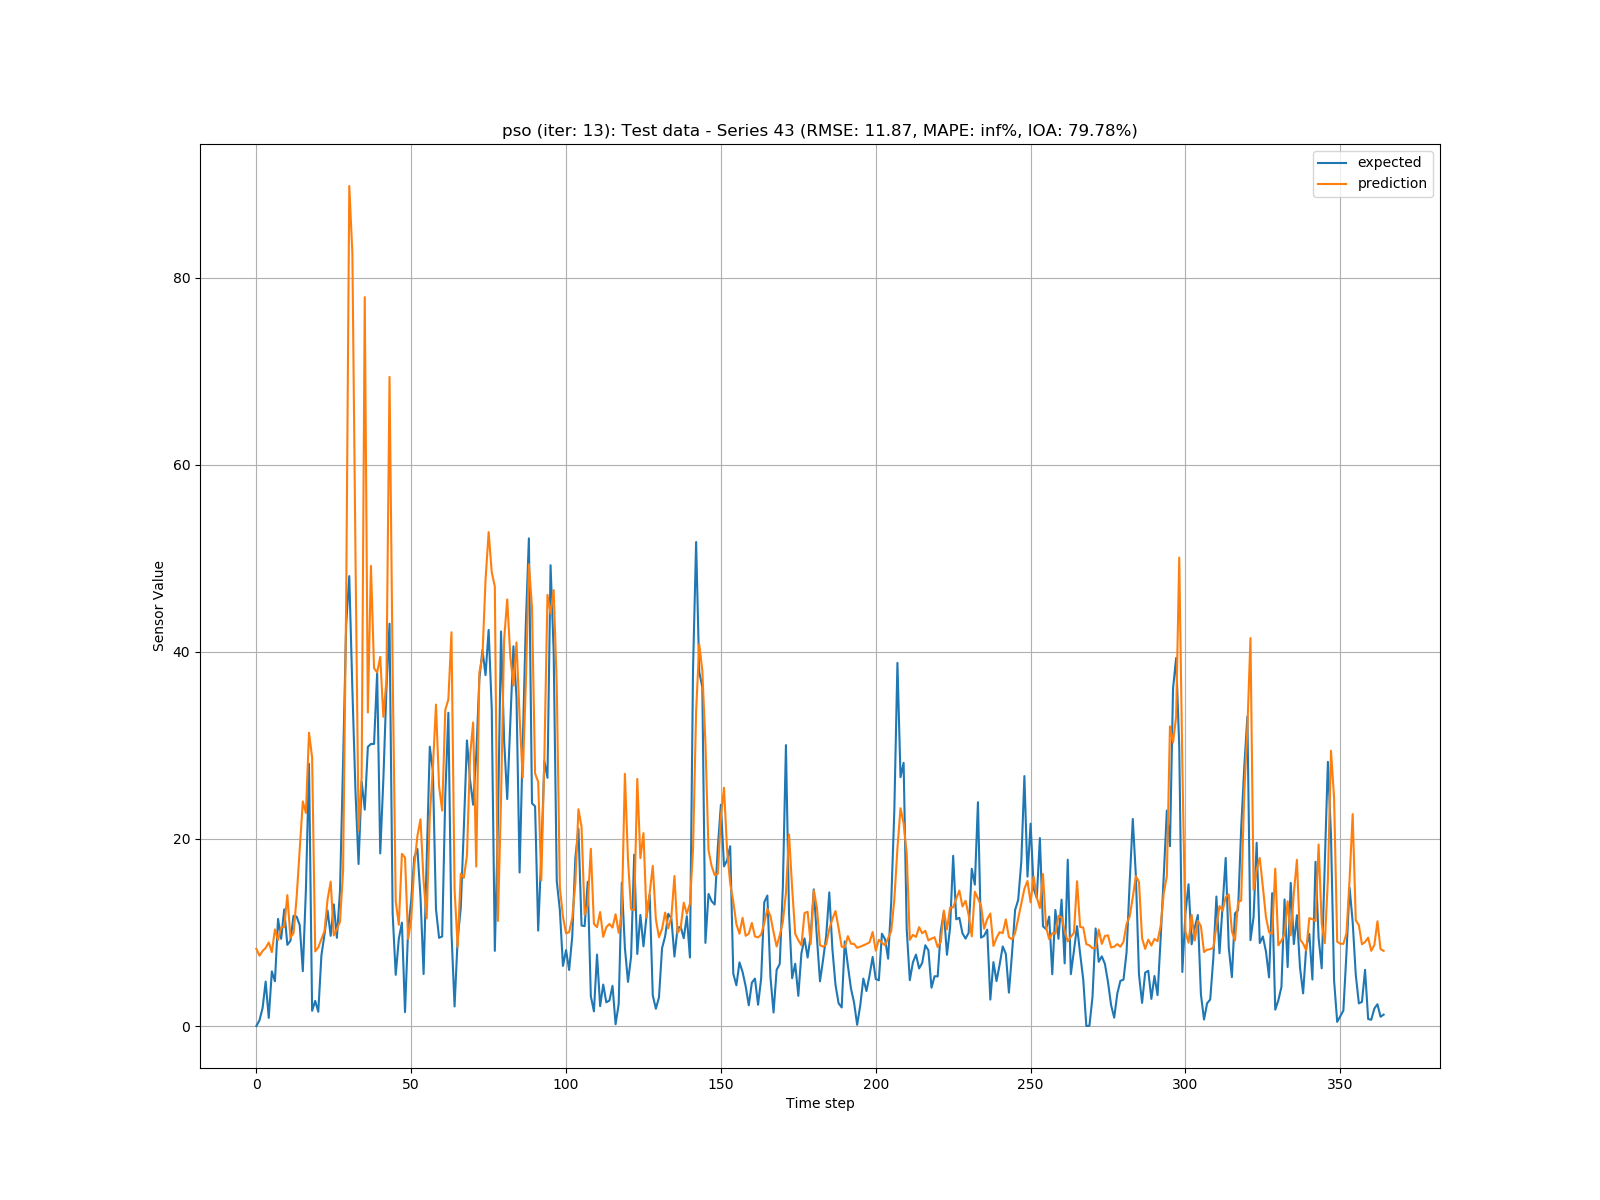 pso (iter: 13): Test data - Series 43 (RMSE: 11.87, MAPE: inf%, IOA: 79.78%)
expected
prediction
80
60
40
20
0
Sensor Value
0 50 100 150 200 250 300 350
Time step